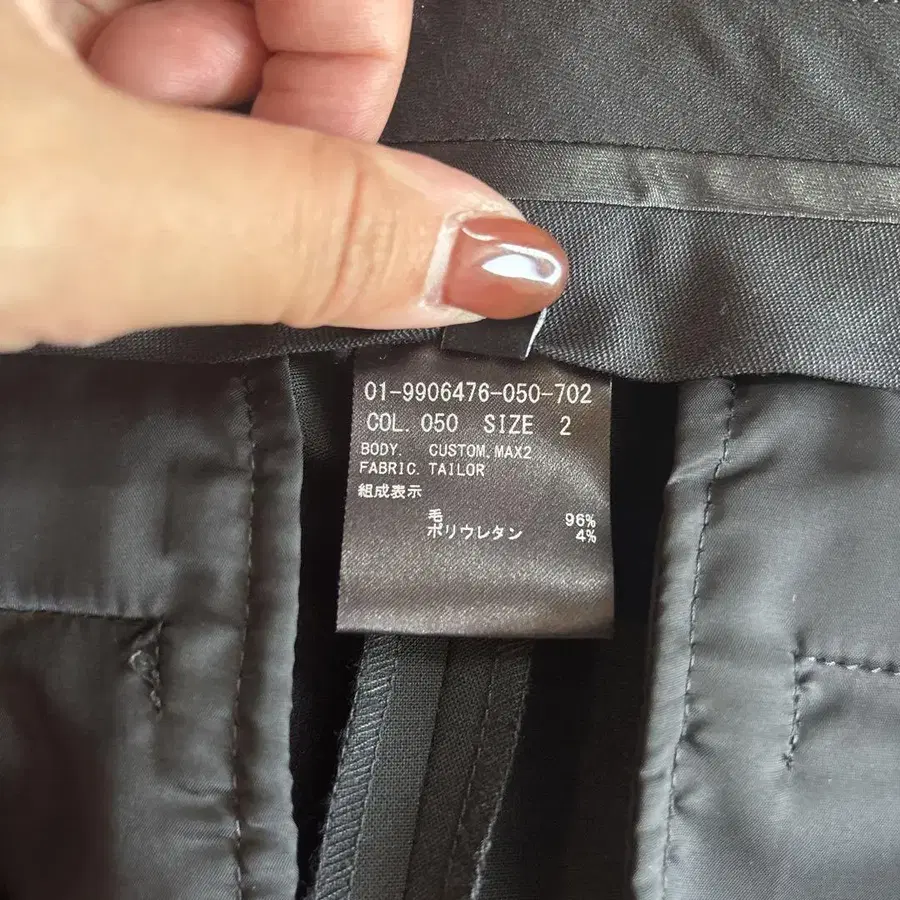 01-9906476-050-702
COL. 050 SIZE 2
BODY. CUSTOM.MAX2
FABRIC. TAILOR
組成表示
毛 96%
ポリウレタン 4%